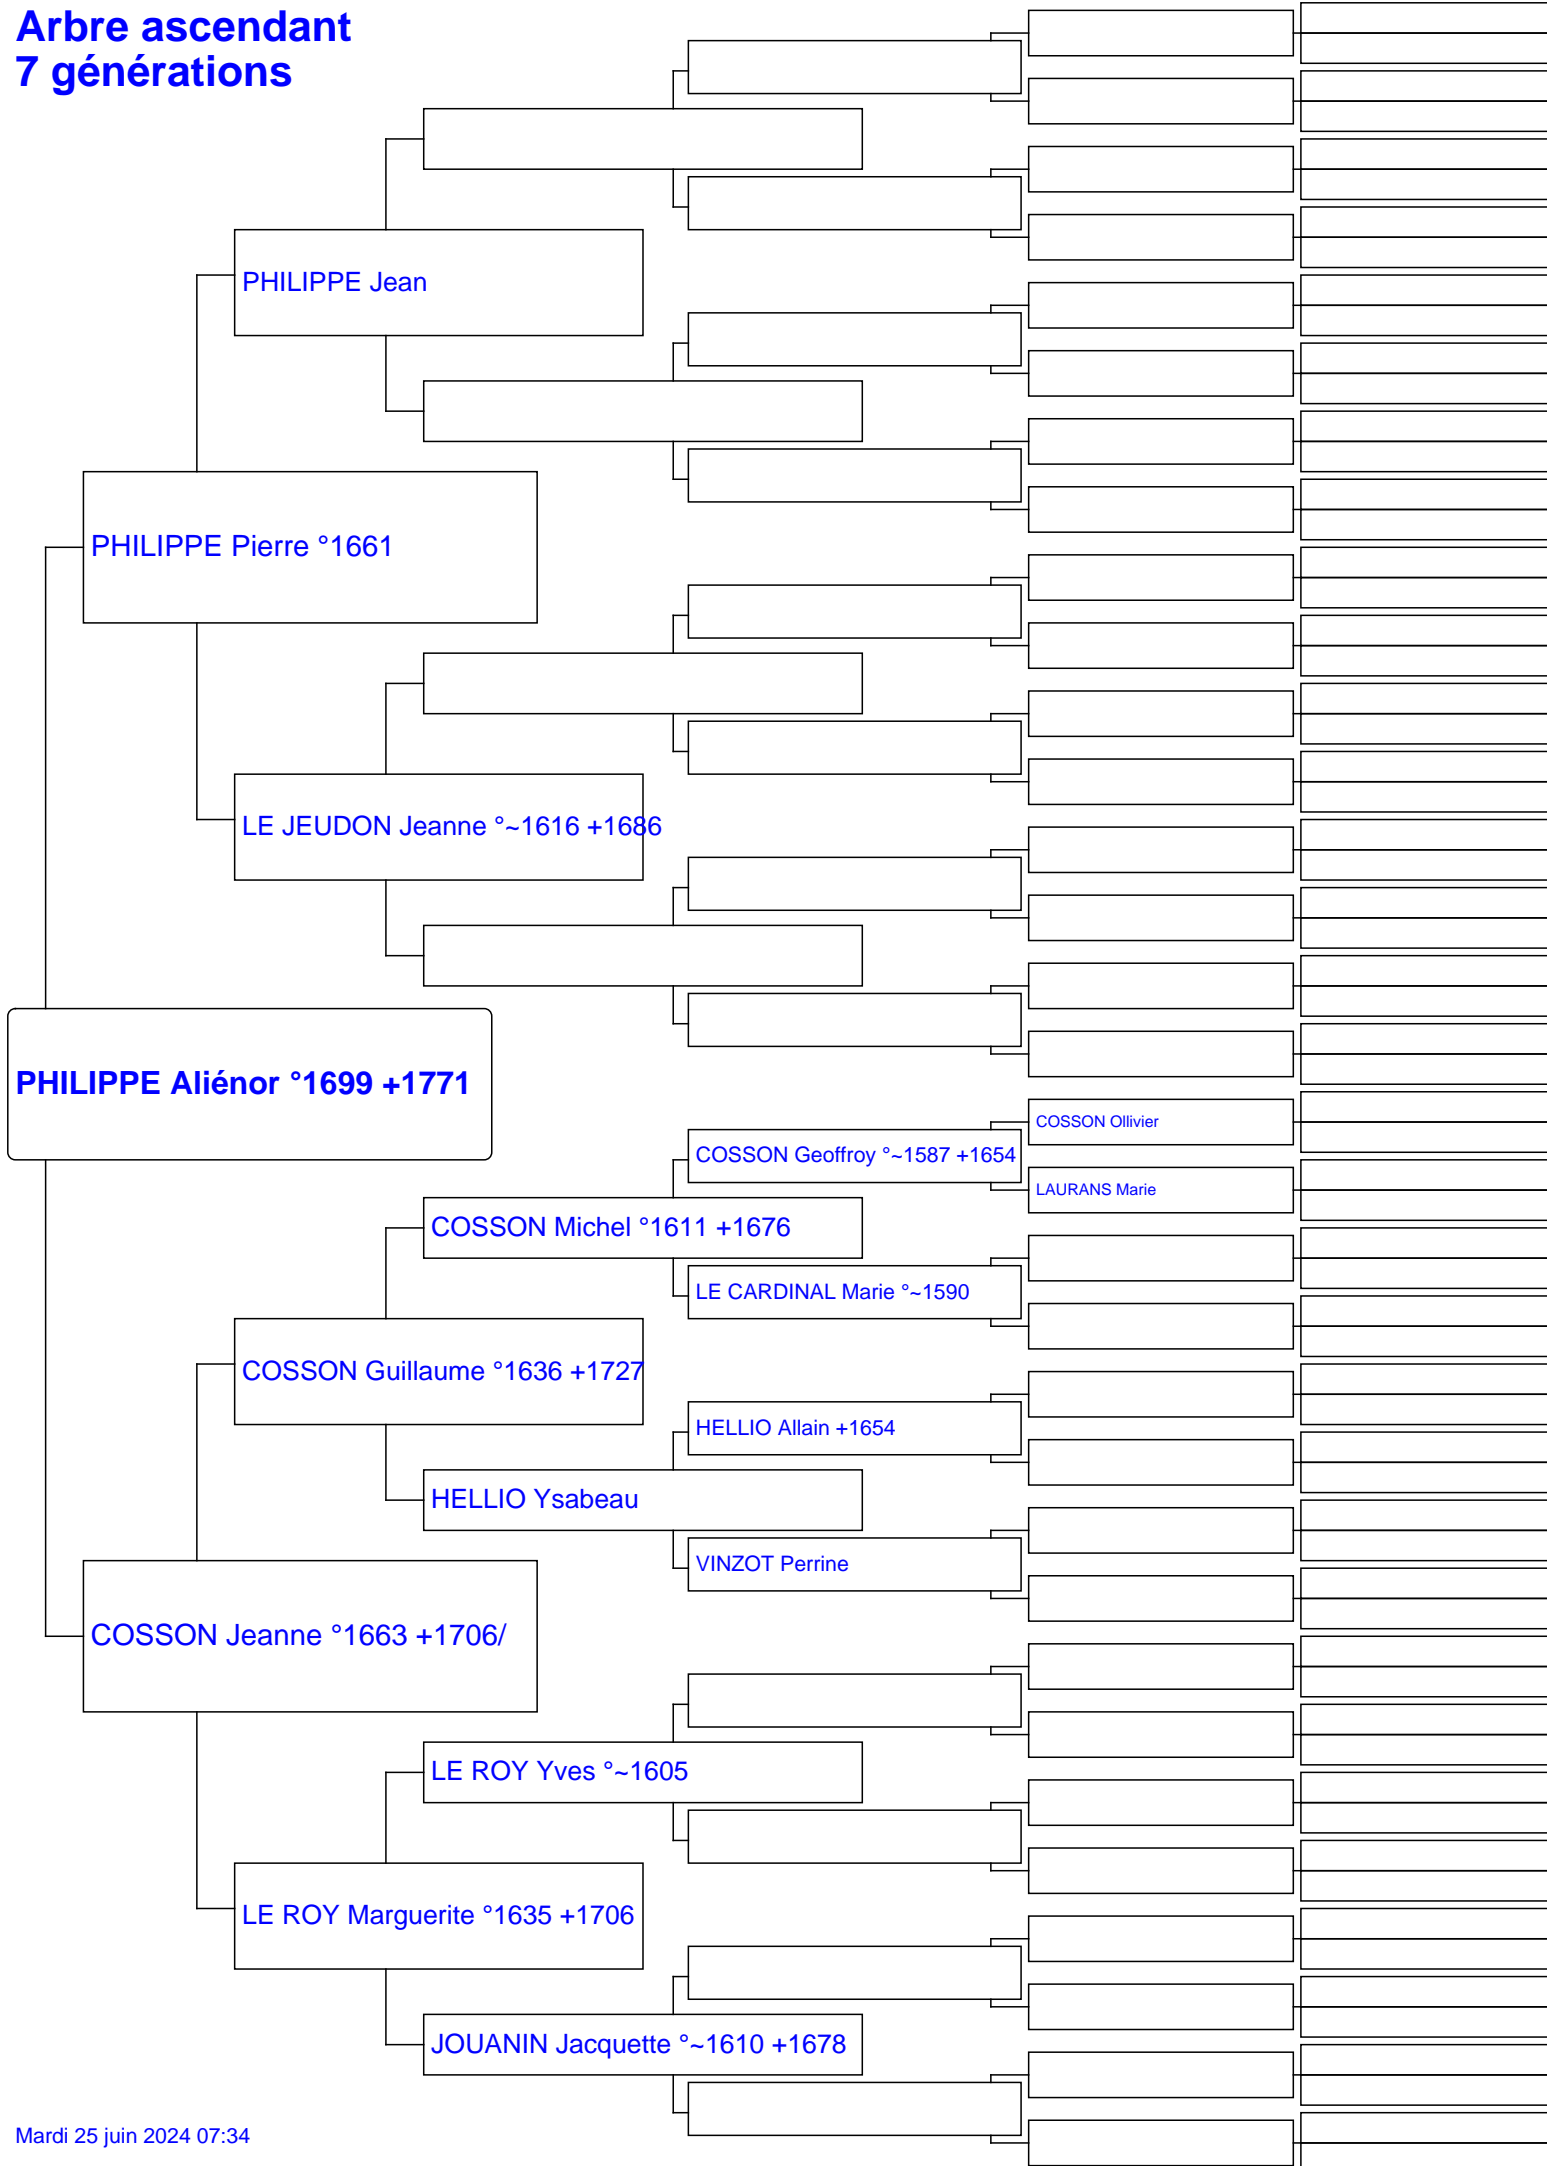 Arbre ascendant
7 générations
PHILIPPE Jean
PHILIPPE Pierre °1661
LE JEUDON Jeanne °~1616 +1686
PHILIPPE Aliénor °1699 +1771
COSSON Ollivier
COSSON Geoffroy °~1587 +1654
LAURANS Marie
COSSON Michel °1611 +1676
LE CARDINAL Marie °~1590
COSSON Guillaume °1636 +1727
HELLIO Allain +1654
HELLIO Ysabeau
VINZOT Perrine
COSSON Jeanne °1663 +1706/
LE ROY Yves °~1605
LE ROY Marguerite °1635 +1706
JOUANIN Jacquette °~1610 +1678
Mardi 25 juin 2024 07:34